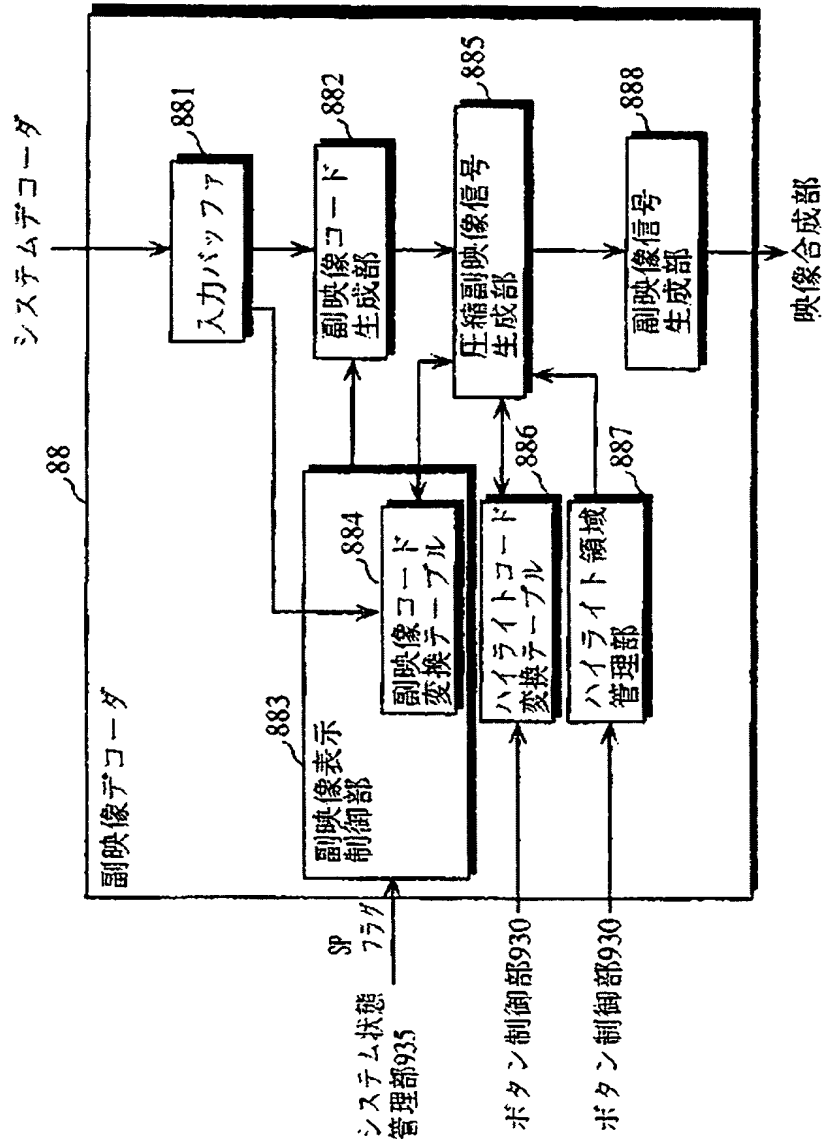 副映像デコーダ
88
システムデコーダ
881
入力バッファ
882
副映像コード
生成部
883
副映像表示
制御部
884
副映像コード
変換テーブル
885
圧縮副映像信号
生成部
886
ハイライトコード
変換テーブル
887
ハイライト領域
管理部
888
副映像信号
生成部
映像合成部
SP
フラグ
システム状態
管理部935
ボタン制御部930
ボタン制御部930